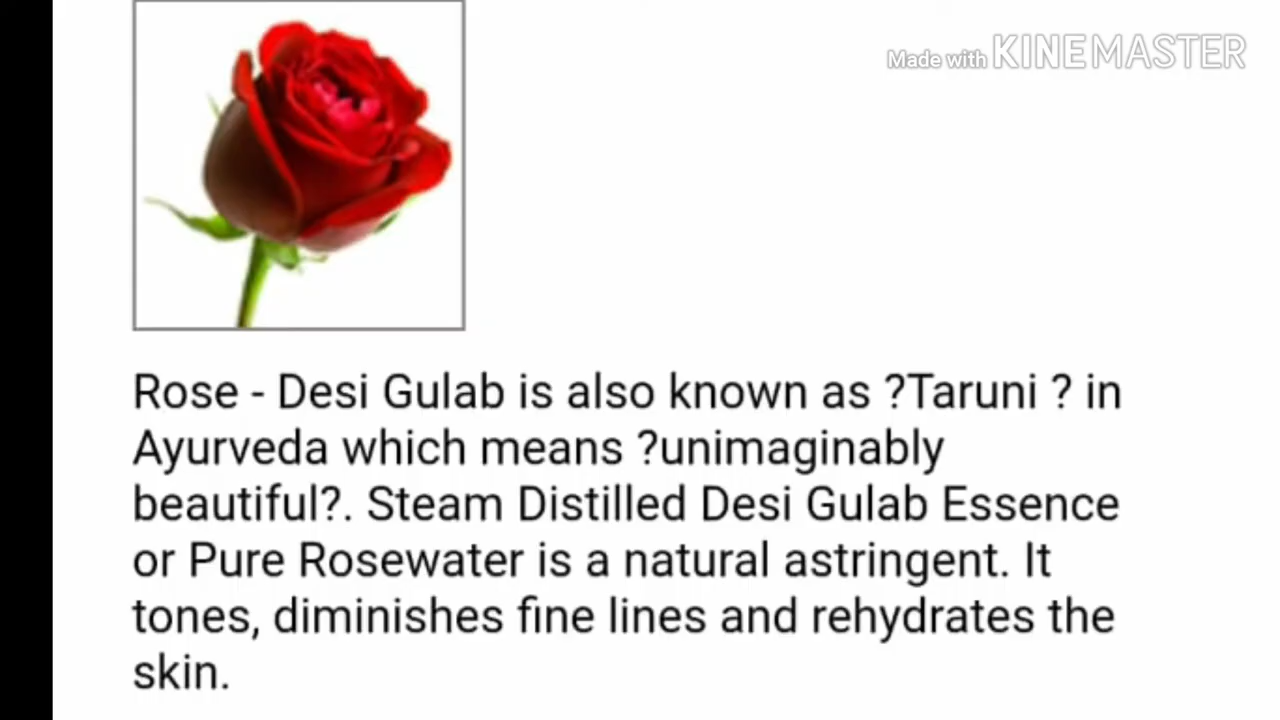 Made with KINEMASTER
Rose - Desi Gulab is also known as ?Taruni ? in
Ayurveda which means ?unimaginably
beautiful?. Steam Distilled Desi Gulab Essence
or Pure Rosewater is a natural astringent. It
tones, diminishes fine lines and rehydrates the
skin.